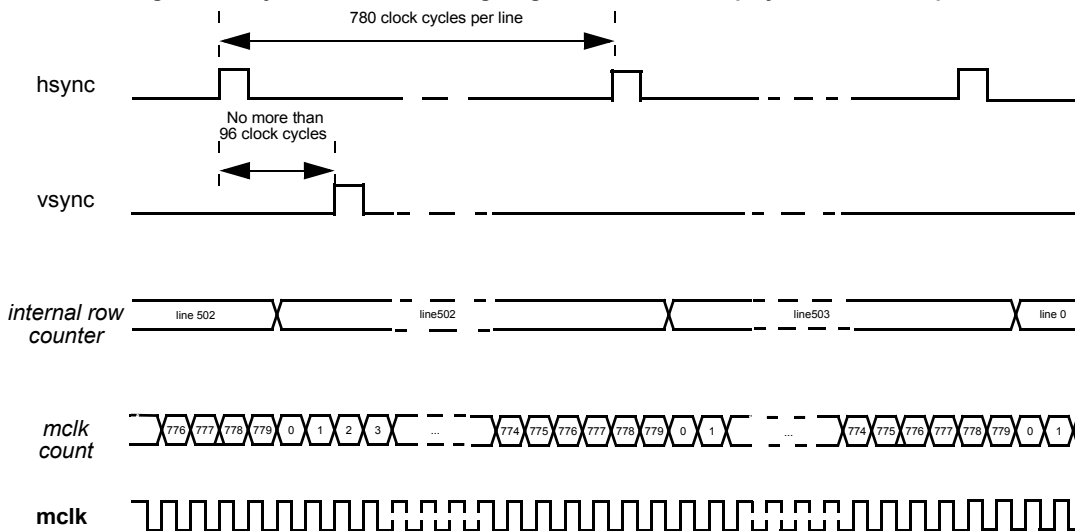 780 clock cycles per line
hsync
No more than
96 clock cycles
vsync
internal row
counter
line 502
line502
line503
line 0
mclk
count
776 777 778 779 0 1 2 3 ... 774 775 776 777 778 779 0 1 ... 774 775 776 777 778 779 0 1
mclk